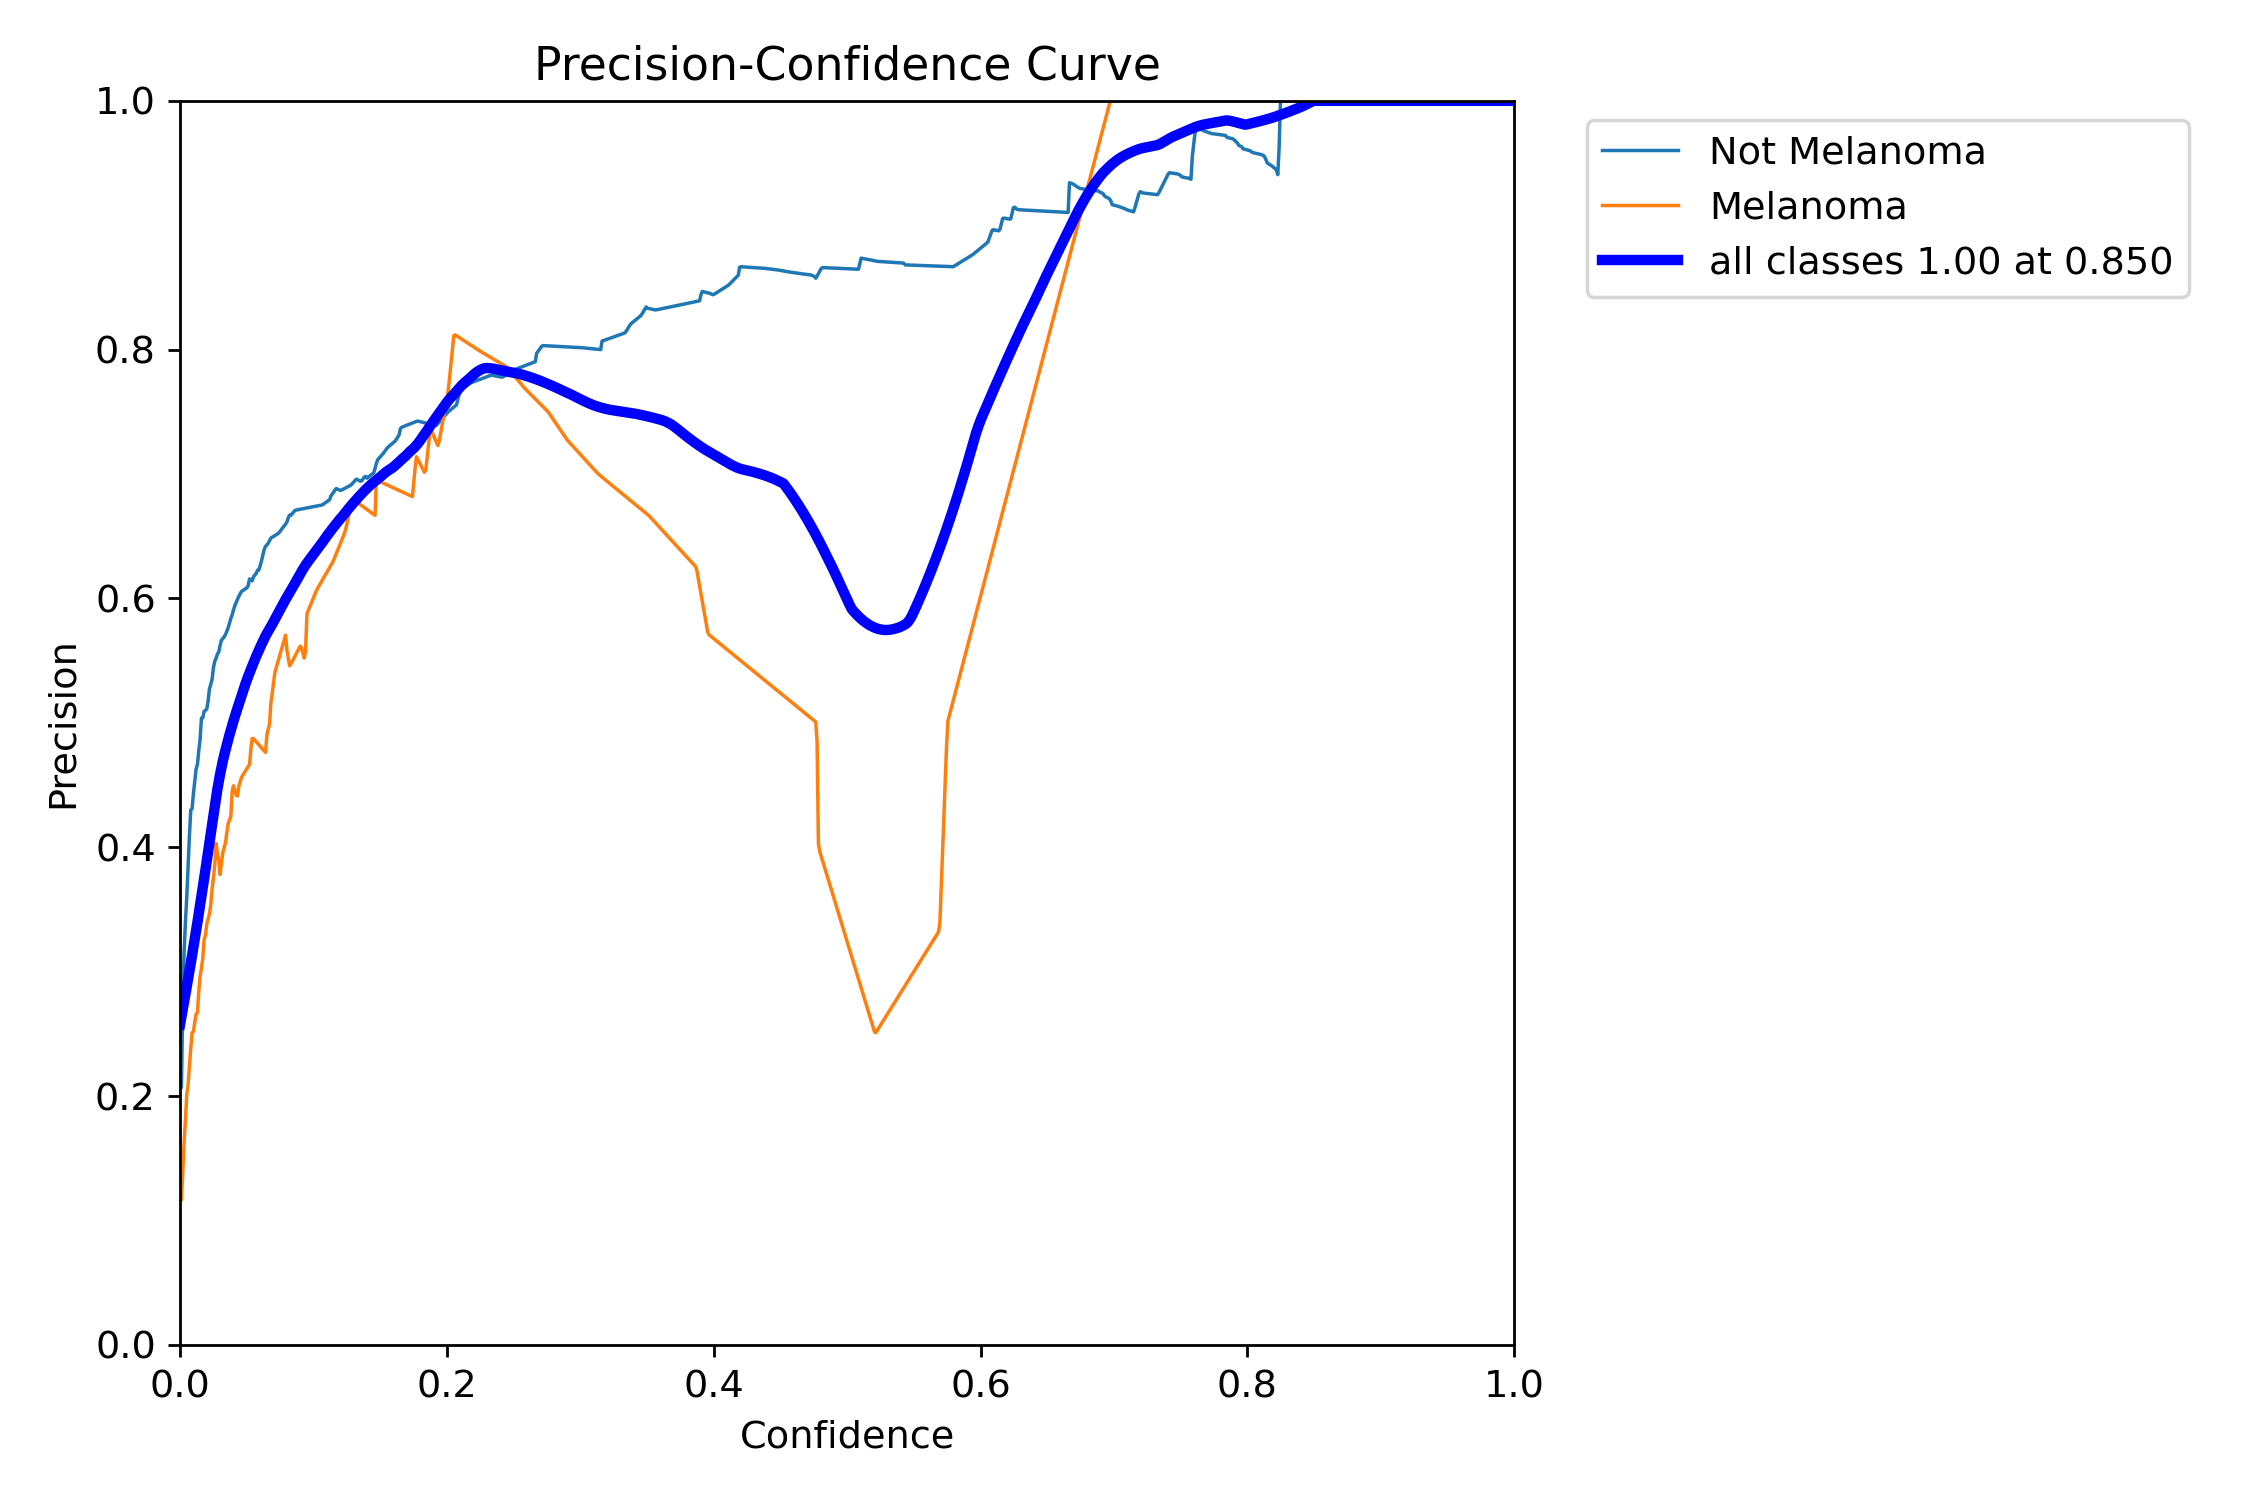 Precision-Confidence Curve
1.0
0.8
0.6
0.4
0.2
0.0
Precision
0.0 0.2 0.4 0.6 0.8 1.0
Confidence
Not Melanoma
Melanoma
all classes 1.00 at 0.850